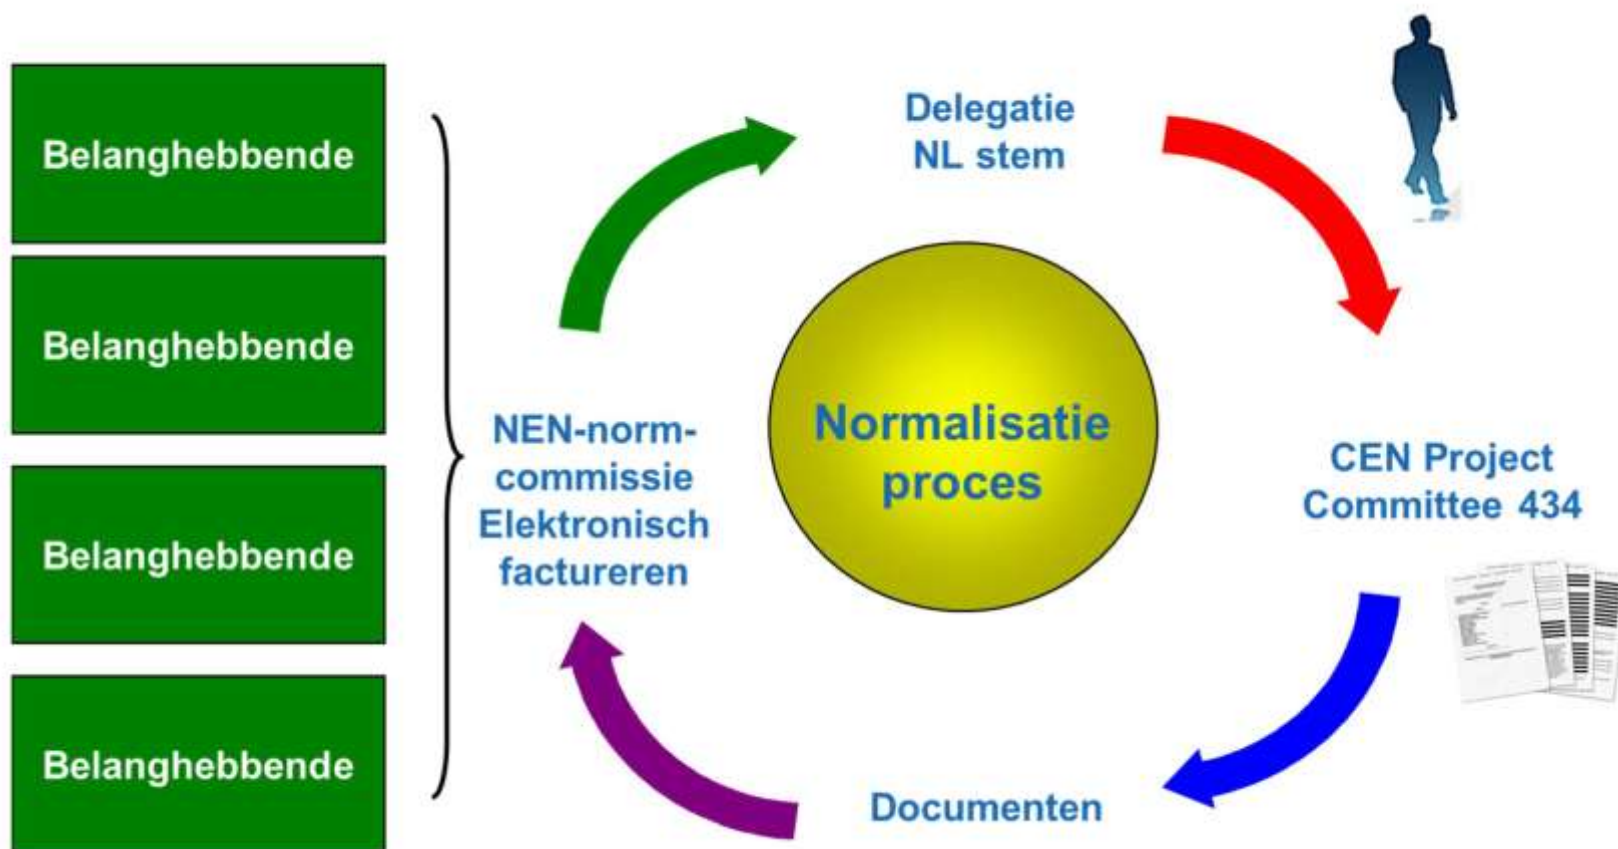 Belanghebbende
Belanghebbende
Belanghebbende
Belanghebbende
NEN-norm-
commissie
Elektronisch
factureren
Delegatie
NL stem
Normalisatie
proces
CEN Project
Committee 434
Documenten